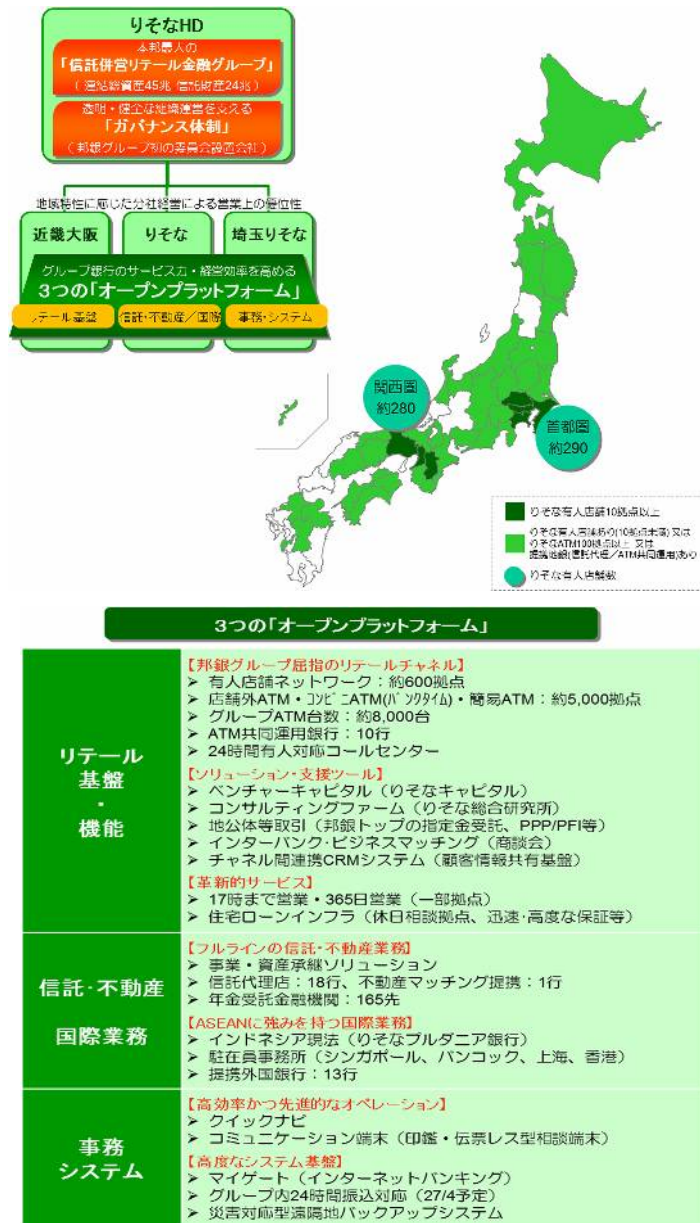 りそなHD
本邦最大の
「信託併営リテール金融グループ」
(連結総資産45兆 信託財産24兆)
透明・健全な組織運営を支える
「ガバナンス体制」
(邦銀グループ初の委員会設置会社)
地域特性に応じた分社経営による営業上の優位性
近畿大阪
りそな
埼玉りそな
グループ銀行のサービス力・経営効率を高める
3つの「オープンプラットフォーム」
リテール基盤
信託・不動産/国際
事務・システム
関西圏
約280
首都圏
約290
りそな有人店舗10拠点以上
りそな有人店舗あり(10拠点未満)又は
りそなATM100拠点以上 又は
提携地銀(信託代理/ATM共同運用)あり
りそな有人店舗数
3つの「オープンプラットフォーム」
リテール
基盤
・
機能
【邦銀グループ屈指のリテールチャネル】
➢ 有人店舗ネットワーク:約600拠点
➢ 店舗外ATM・コンビニATM(バンクタイム)・簡易ATM:約5,000拠点
➢ グループATM台数:約8,000台
➢ ATM共同運用銀行:10行
➢ 24時間有人対応コールセンター
【ソリューション・支援ツール】
➢ ベンチャーキャピタル(りそなキャピタル)
➢ コンサルティングファーム(りそな総合研究所)
➢ 地公体等取引(邦銀トップの指定金受託、PPP/PFI等)
➢ インターバンク・ビジネスマッチング(商談会)
➢ チャネル間連携CRMシステム(顧客情報共有基盤)
【革新的サービス】
➢ 17時まで営業・365日営業(一部拠点)
➢ 住宅ローンインフラ(休日相談拠点、迅速・高度な保証等)
信託・不動産
国際業務
【フルラインの信託・不動産業務】
➢ 事業・資産承継ソリューション
➢ 信託代理店:18行、不動産マッチング提携:1行
➢ 年金受託金融機関:165先
【ASEANに強みを持つ国際業務】
➢ インドネシア現法(りそなプルダニア銀行)
➢ 駐在員事務所(シンガポール、バンコック、上海、香港)
➢ 提携外国銀行:13行
事務
システム
【高効率かつ先進的なオペレーション】
➢ クイックナビ
➢ コミュニケーション端末(印鑑・伝票レス型相談端末)
【高度なシステム基盤】
➢ マイゲート(インターネットバンキング)
➢ グループ内24時間振込対応(27/4予定)
➢ 災害対応型遠隔地バックアップシステム